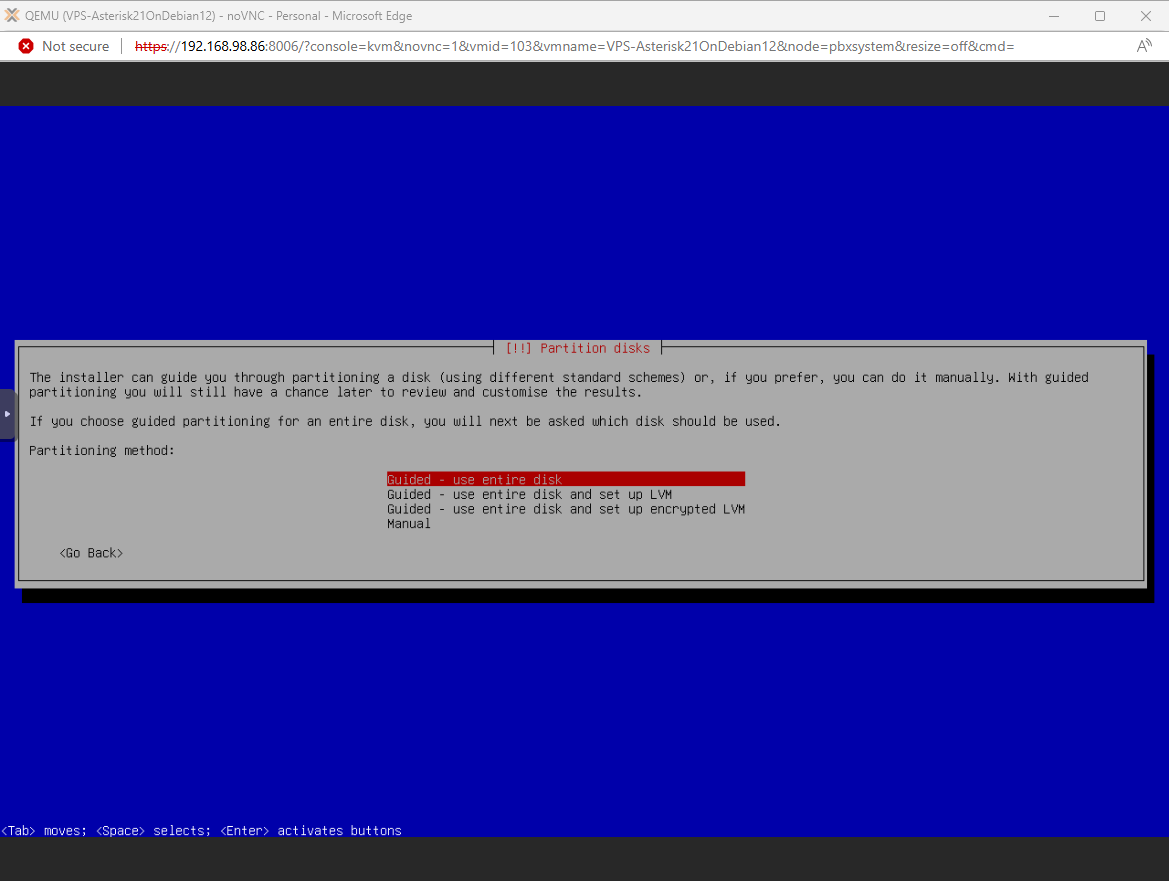 QEMU (VPS-Asterisk21OnDebian12) - noVNC - Personal - Microsoft Edge
Not secure | https://192.168.98.86:8006/?console=kvm&novnc=1&vmid=103&vmname=VPS-Asterisk21OnDebian12&node=pbxsystem&resize=off&cmd=
[!!] Partition disks
The installer can guide you through partitioning a disk (using different standard schemes) or, if you prefer, you can do it manually. With guided
partitioning you will still have a chance later to review and customise the results.
If you choose guided partitioning for an entire disk, you will next be asked which disk should be used.
Partitioning method:
Guided - use entire disk
Guided - use entire disk and set up LVM
Guided - use entire disk and set up encrypted LVM
Manual
<Go Back>
<Tab> moves; <Space> selects; <Enter> activates buttons